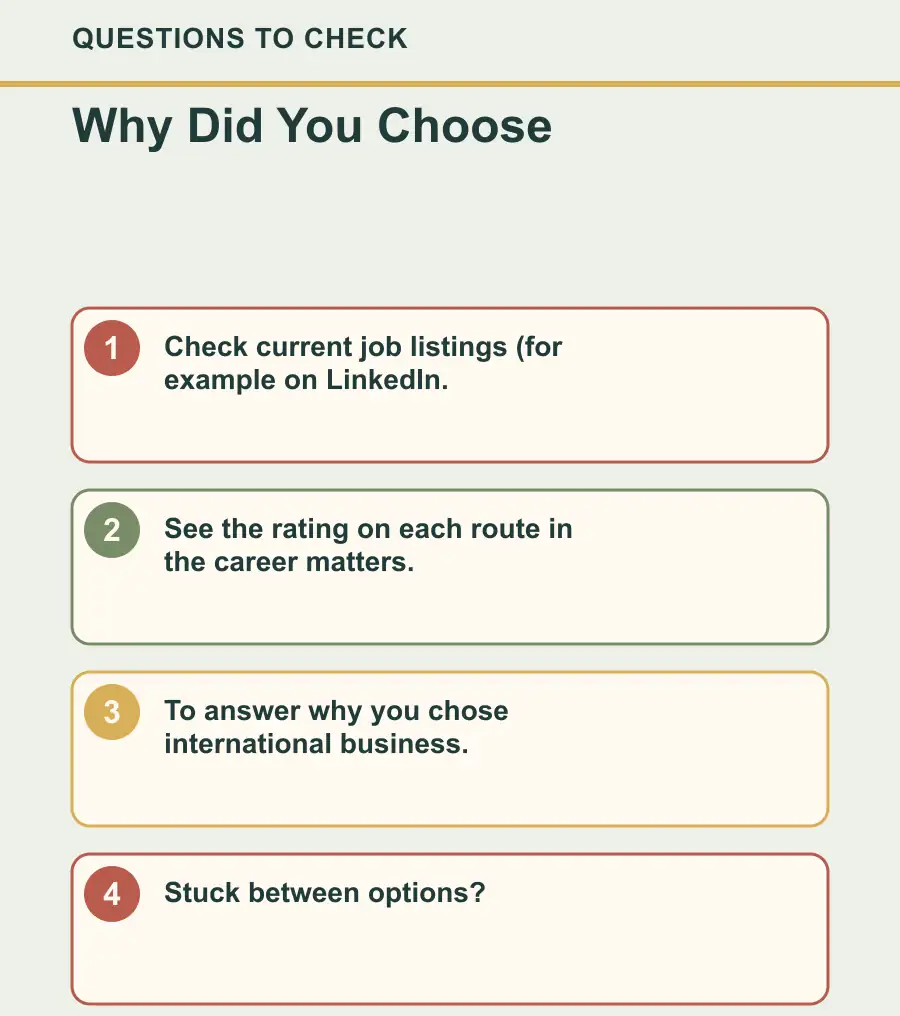 QUESTIONS TO CHECK
Why Did You Choose
1
Check current job listings (for
example on LinkedIn.
2
See the rating on each route in
the career matters.
3
To answer why you chose
international business.
4
Stuck between options?